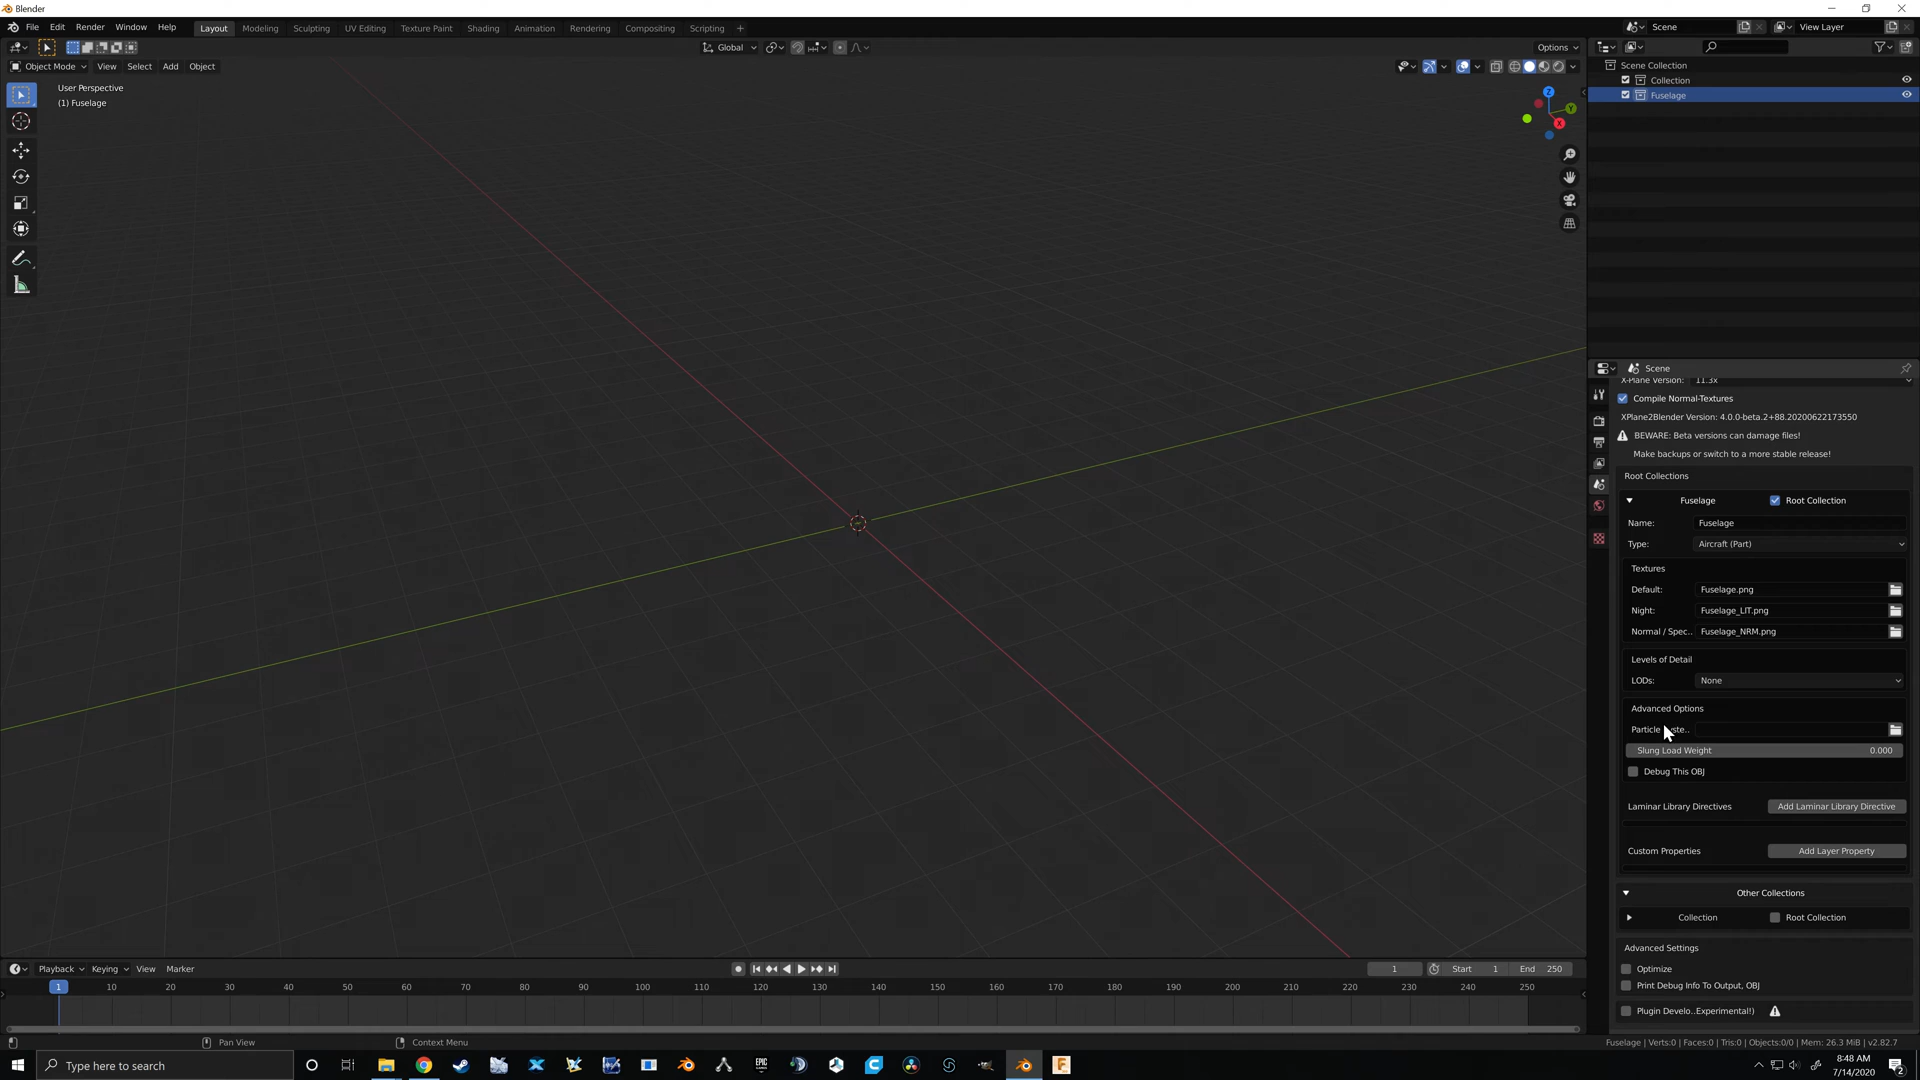 Blender
File Edit Render Window Help
Layout Modeling Sculpting UV Editing Texture Paint Shading Animation Rendering Compositing Scripting +
Scene View Layer
Global Options
Object Mode View Select Add Object
User Perspective
(1) Fuselage
Z
Y
X
Scene Collection
Collection
Fuselage
Scene
X-Plane Version: 11.3x
Compile Normal-Textures
XPlane2Blender Version: 4.0.0-beta.2+88.20200622173550
BEWARE: Beta versions can damage files!
Make backups or switch to a more stable release!
Root Collections
Fuselage Root Collection
Name: Fuselage
Type: Aircraft (Part)
Textures
Default: Fuselage.png
Night: Fuselage_LIT.png
Normal / Spec.. Fuselage_NRM.png
Levels of Detail
LODs: None
Advanced Options
Particle
Slung Load Weight 0.000
Debug This OBJ
Laminar Library Directives Add Laminar Library Directive
Custom Properties Add Layer Property
Other Collections
Collection Root Collection
Advanced Settings
Optimize
Print Debug Info To Output, OBJ
Plugin Develo..Experimental!)
Playback Keying View Marker
1 Start 1 End 250
1 10 20 30 40 50 60 70 80 90 100 110 120 130 140 150 160 170 180 190 200 210 220 230 240 250
Pan View Context Menu
Fuselage | Verts:0 | Faces:0 | Tris:0 | Objects:0/0 | Mem: 26.3 MiB | v2.82.7
Type here to search
EPIC
8:48 AM
7/14/2020
2